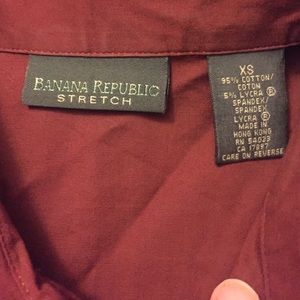 BANANA REPUBLIC
STRETCH
XS
95% COTTON/
COTON
5% LYCRA ®
SPANDEX/
SPANDEX
LYCRA ®
MADE IN
HONG KONG
RN 54023
CA 17897
CARE ON REVERSE